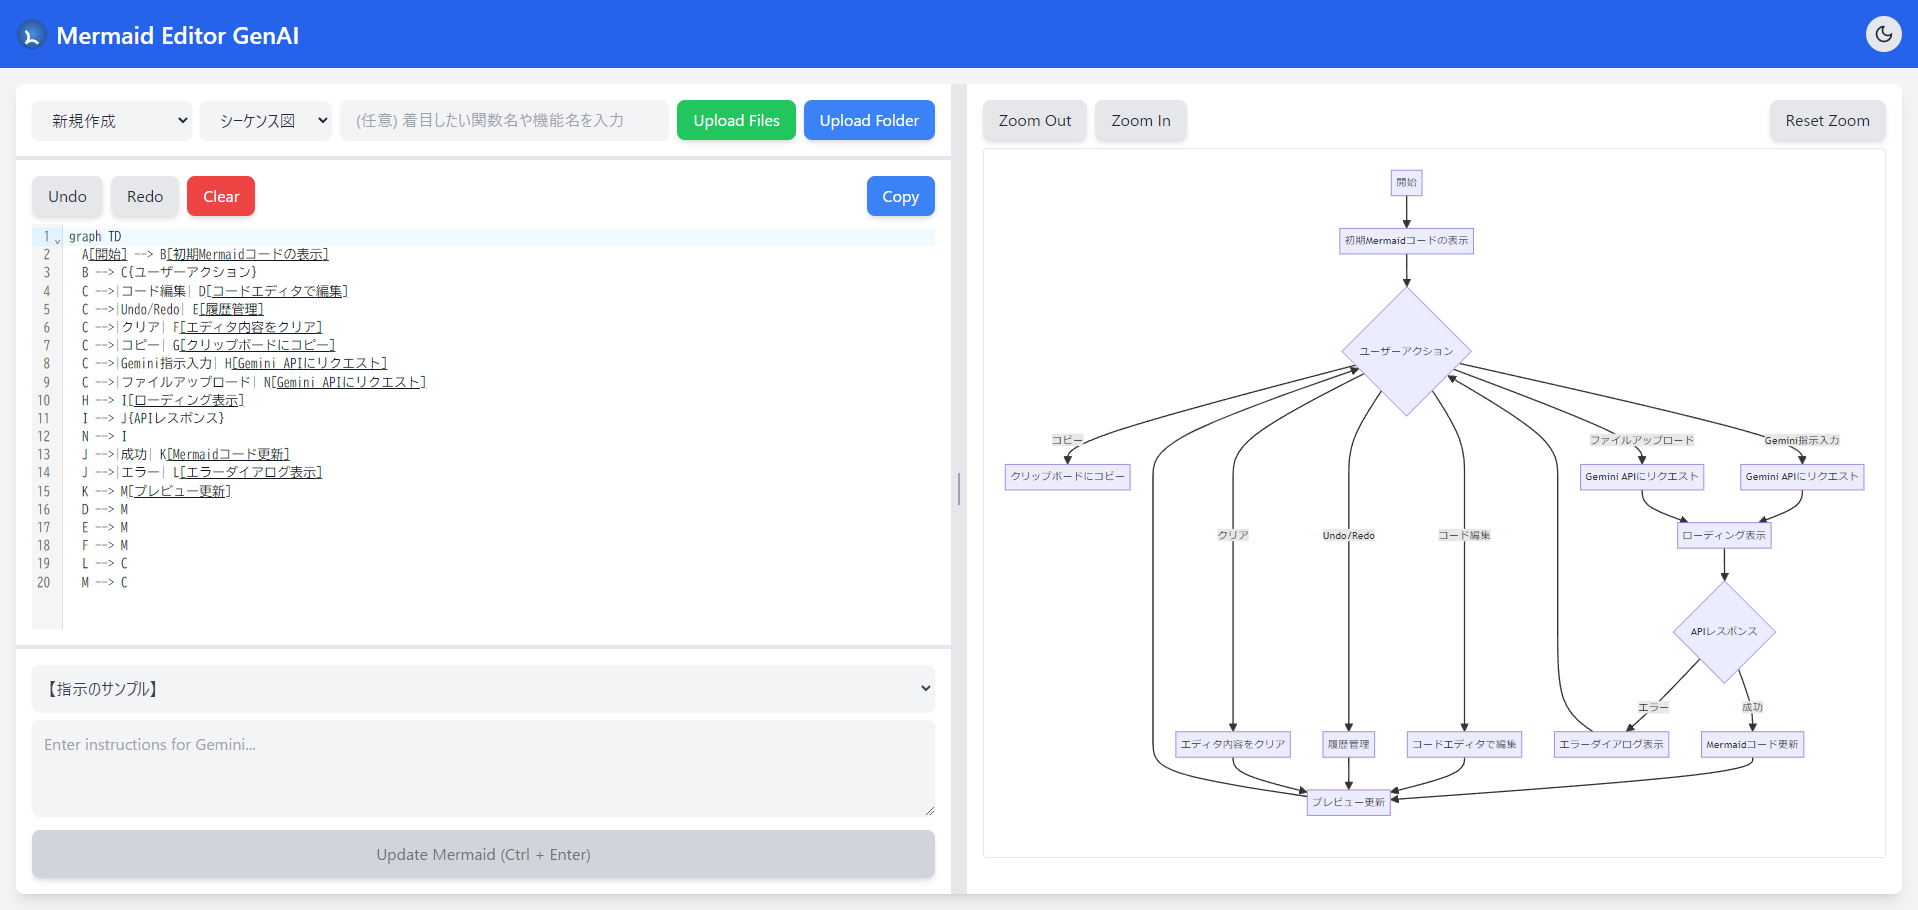 Mermaid Editor GenAI
新規作成 シーケンス図 (任意) 着目したい関数名や機能名を入力 Upload Files Upload Folder
Undo Redo Clear Copy
1 graph TD
2 A[開始] --> B[初期Mermaidコードの表示]
3 B --> C{ユーザーアクション}
4 C -->|コード編集| D[コードエディタで編集]
5 C -->|Undo/Redo| E[履歴管理]
6 C -->|クリア| F[エディタ内容をクリア]
7 C -->|コピー| G[クリップボードにコピー]
8 C -->|Gemini指示入力| H[Gemini APIにリクエスト]
9 C -->|ファイルアップロード| N[Gemini APIにリクエスト]
10 H --> I[ローディング表示]
11 I --> J{APIレスポンス}
12 N --> I
13 J -->|成功| K[Mermaidコード更新]
14 J -->|エラー| L[エラーダイアログ表示]
15 K --> M[プレビュー更新]
16 D --> M
17 E --> M
18 F --> M
19 L --> C
20 M --> C
【指示のサンプル】
Enter instructions for Gemini...
Update Mermaid (Ctrl + Enter)
Zoom Out Zoom In Reset Zoom
開始
初期Mermaidコードの表示
ユーザーアクション
コピー ファイルアップロード Gemini指示入力
クリップボードにコピー Gemini APIにリクエスト Gemini APIにリクエスト
クリア Undo/Redo コード編集 ローディング表示
APIレスポンス
エラー 成功
エディタ内容をクリア 履歴管理 コードエディタで編集 エラーダイアログ表示 Mermaidコード更新
プレビュー更新